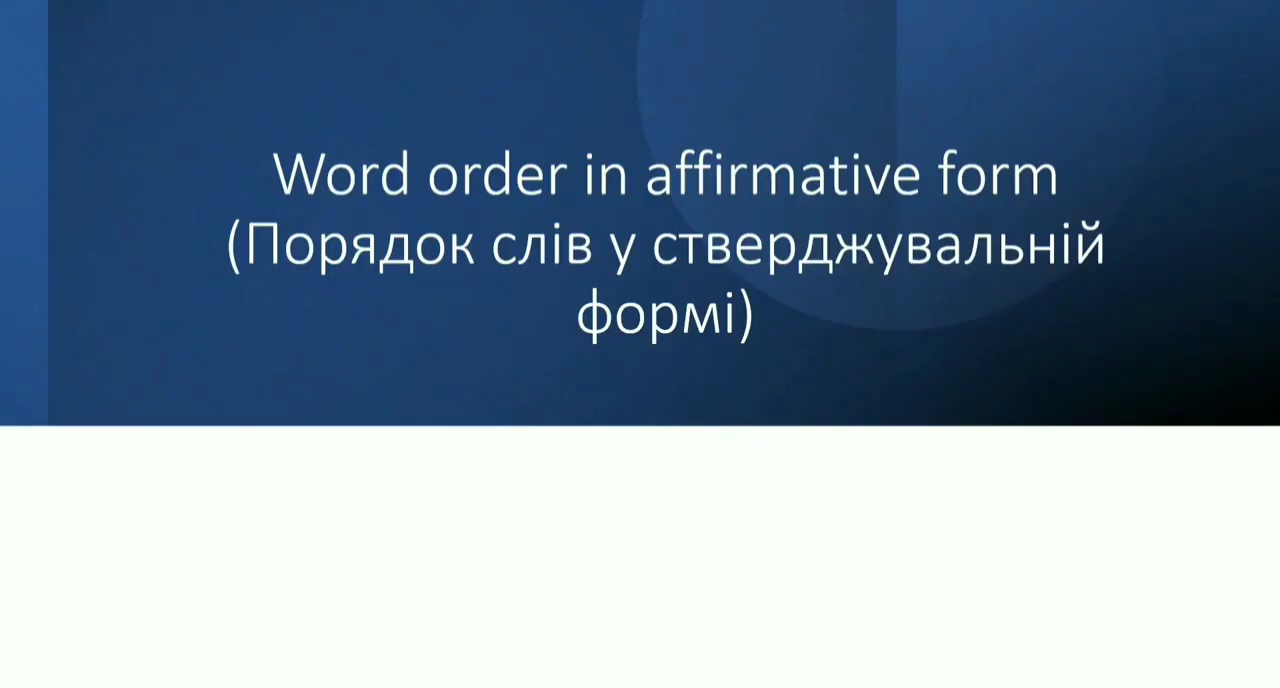 Word order in affirmative form
(Порядок слів у стверджувальній
формі)